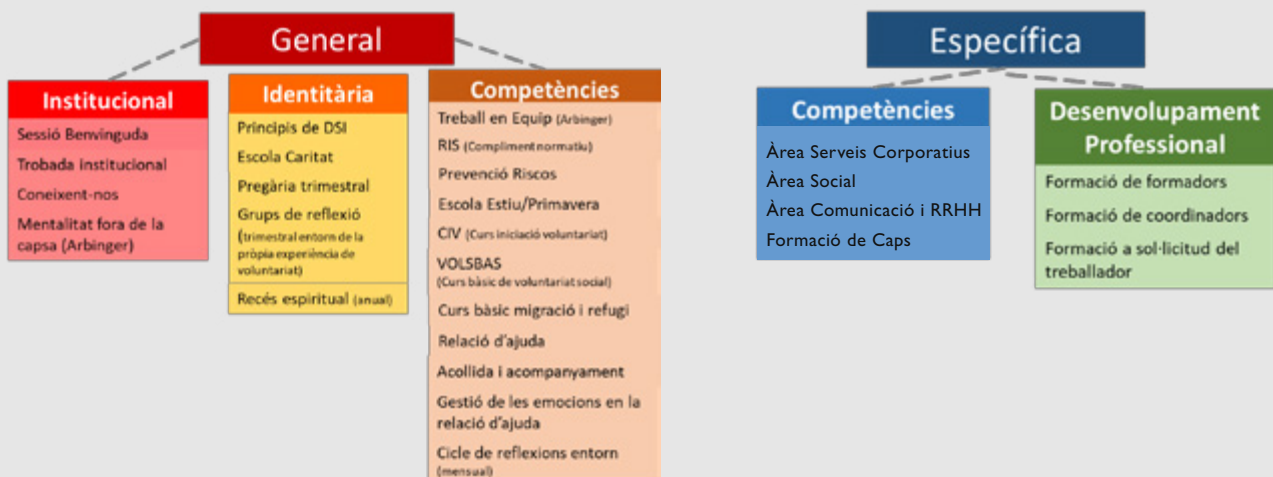 General
Institucional
Sessió Benvinguda
Trobada institucional
Coneixent-nos
Mentalitat fora de la
capsa (Arbinger)
Identitària
Principis de DSI
Escola Caritat
Pregària trimestral
Grups de reflexió
(trimestral entorn de la
pròpia experiència de
voluntariat)
Recés espiritual (anual)
Competències
Treball en Equip (Arbinger)
RIS (Compliment normatiu)
Prevenció Riscos
Escola Estiu/Primavera
CIV (Curs iniciació voluntariat)
VOLSBAS
(Curs bàsic de voluntariat social)
Curs bàsic migració i refugi
Relació d'ajuda
Acollida i acompanyament
Gestió de les emocions en la
relació d'ajuda
Cicle de reflexions entorn
(mensual)
Específica
Competències
Àrea Serveis Corporatius
Àrea Social
Àrea Comunicació i RRHH
Formació de Caps
Desenvolupament
Professional
Formació de formadors
Formació de coordinadors
Formació a sol·licitud del
treballador